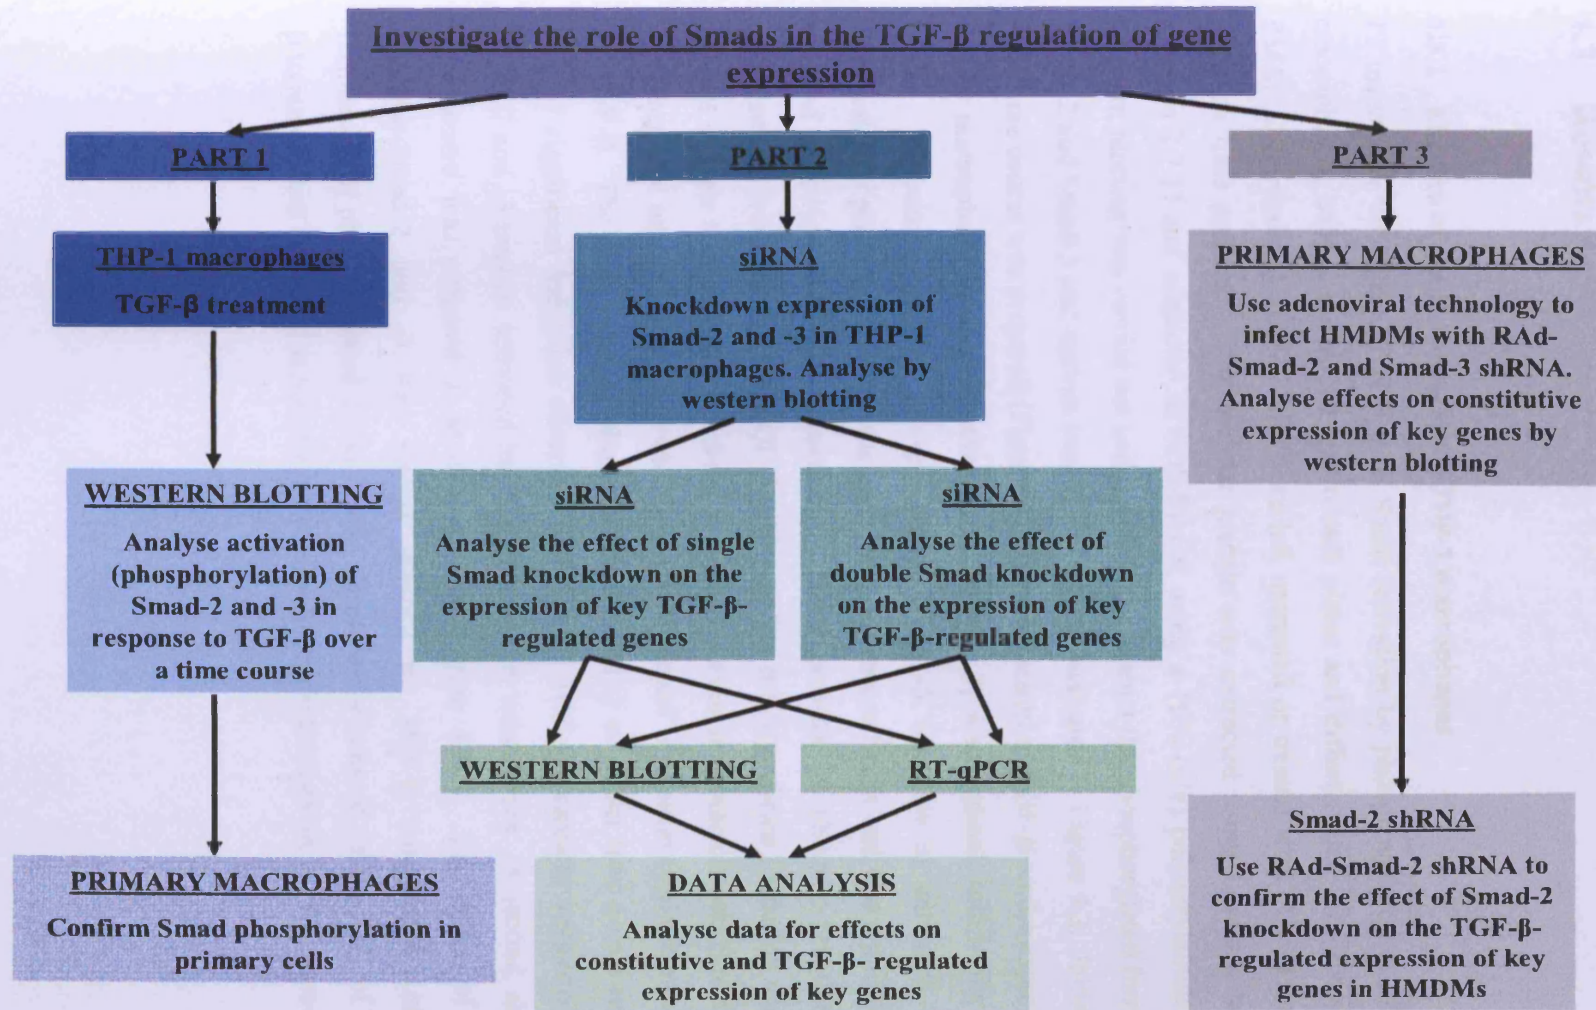 Investigate the role of Smads in the TGF-β regulation of gene
expression
PART 1
PART 2
PART 3
THP-1 macrophages
TGF-β treatment
siRNA
Knockdown expression of
Smad-2 and -3 in THP-1
macrophages. Analyse by
western blotting
PRIMARY MACROPHAGES
Use adenoviral technology to
infect HMDMs with RAd-
Smad-2 and Smad-3 shRNA.
Analyse effects on constitutive
expression of key genes by
western blotting
WESTERN BLOTTING
Analyse activation
(phosphorylation) of
Smad-2 and -3 in
response to TGF-β over
a time course
siRNA
Analyse the effect of single
Smad knockdown on the
expression of key TGF-β-
regulated genes
siRNA
Analyse the effect of
double Smad knockdown
on the expression of key
TGF-β-regulated genes
WESTERN BLOTTING
RT-qPCR
PRIMARY MACROPHAGES
Confirm Smad phosphorylation in
primary cells
DATA ANALYSIS
Analyse data for effects on
constitutive and TGF-β- regulated
expression of key genes
Smad-2 shRNA
Use RAd-Smad-2 shRNA to
confirm the effect of Smad-2
knockdown on the TGF-β-
regulated expression of key
genes in HMDMs